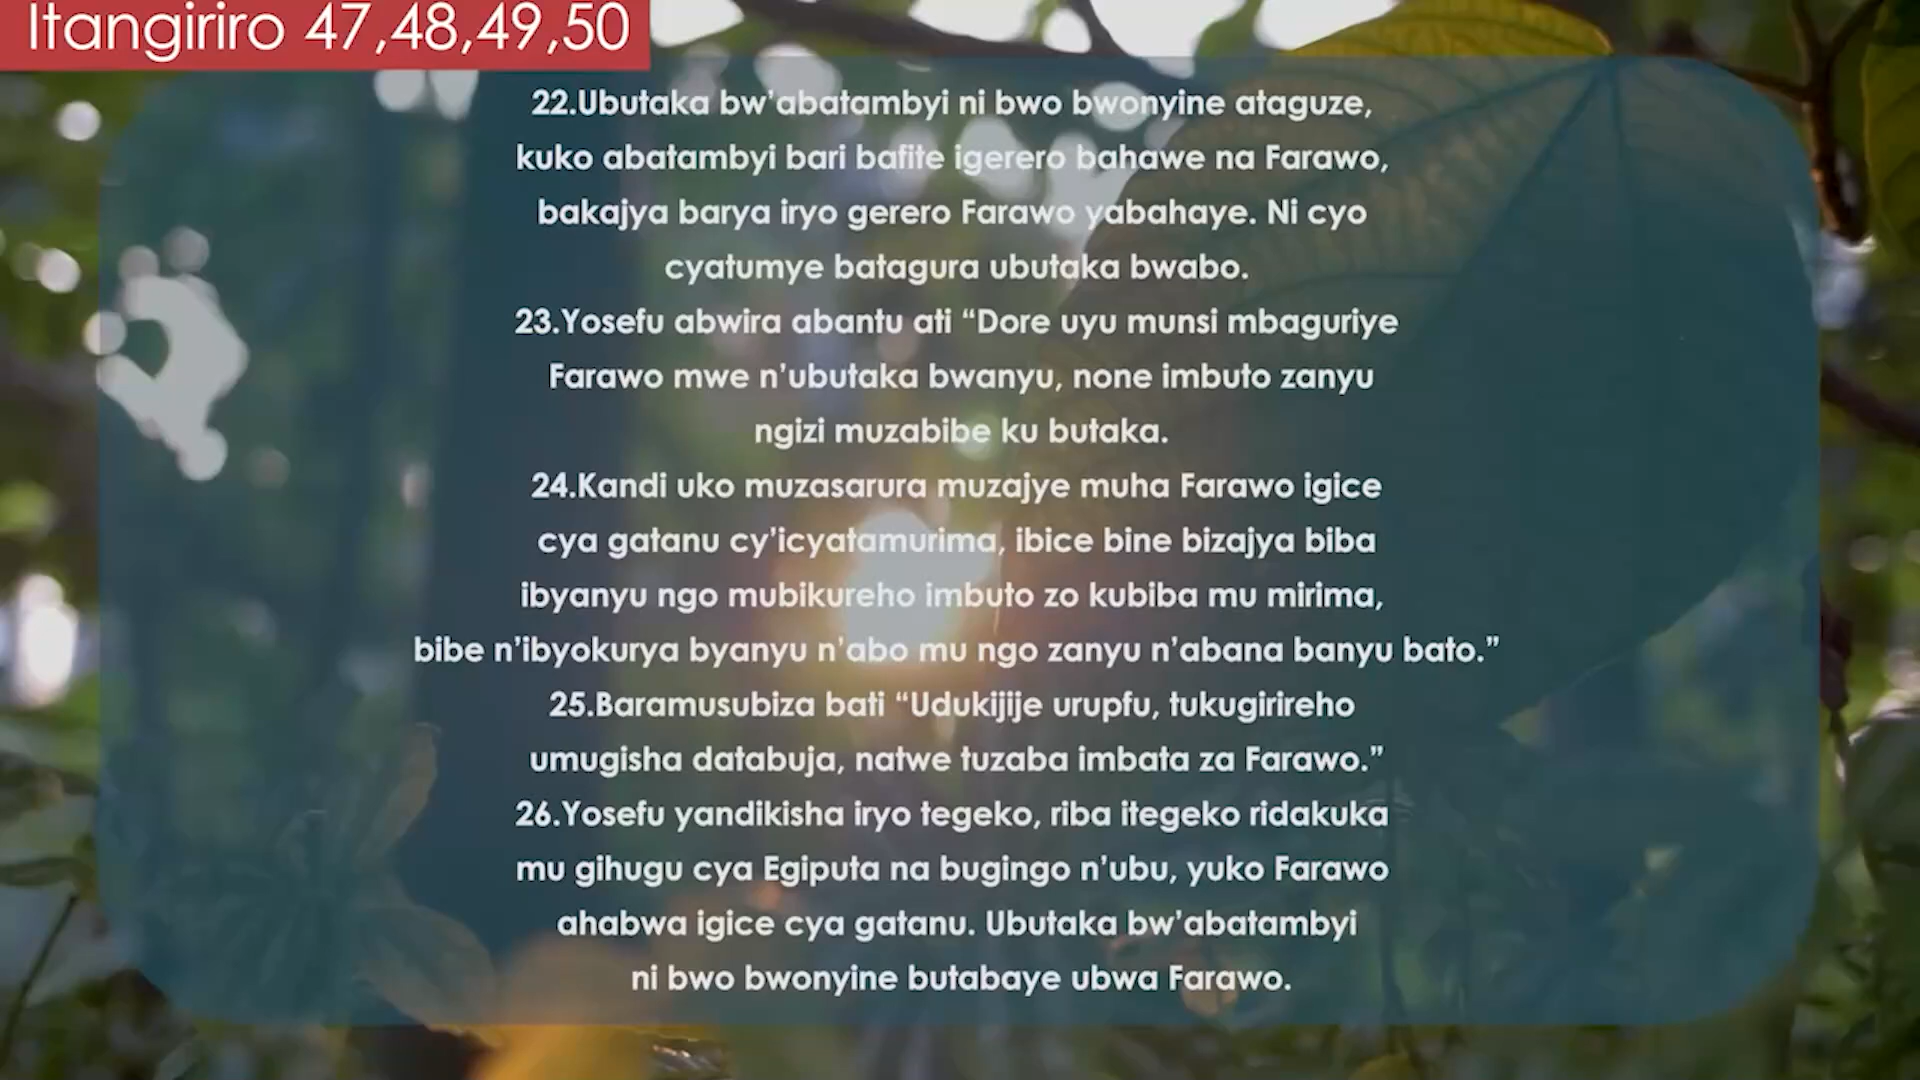 Itangiriro 47,48,49,50
22.Ubutaka bw'abatambyi ni bwo bwonyine ataguze,
kuko abatambyi bari bafite igerero bahawe na Farawo,
bakajya barya iryo gerero Farawo yabahaye. Ni cyo
cyatumye batagura ubutaka bwabo.
23.Yosefu abwira abantu ati “Dore uyu munsi mbaguriye
Farawo mwe n'ubutaka bwanyu, none imbuto zanyu
ngizi muzabibe ku butaka.
24.Kandi uko muzasarura muzajye muha Farawo igice
cya gatanu cy'icyatamurima, ibice bine bizajya biba
ibyanyu ngo mubikureho imbuto zo kubiba mu mirima,
bibe n'ibyokurya byanyu n'abo mu ngo zanyu n'abana banyu bato.”
25.Baramusubiza bati “Udukijije urupfu, tukugirireho
umugisha databuja, natwe tuzaba imbata za Farawo.”
26.Yosefu yandikisha iryo tegeko, riba itegeko ridakuka
mu gihugu cya Egiputa na bugingo n'ubu, yuko Farawo
ahabwa igice cya gatanu. Ubutaka bw'abatambyi
ni bwo bwonyine butabaye ubwa Farawo.